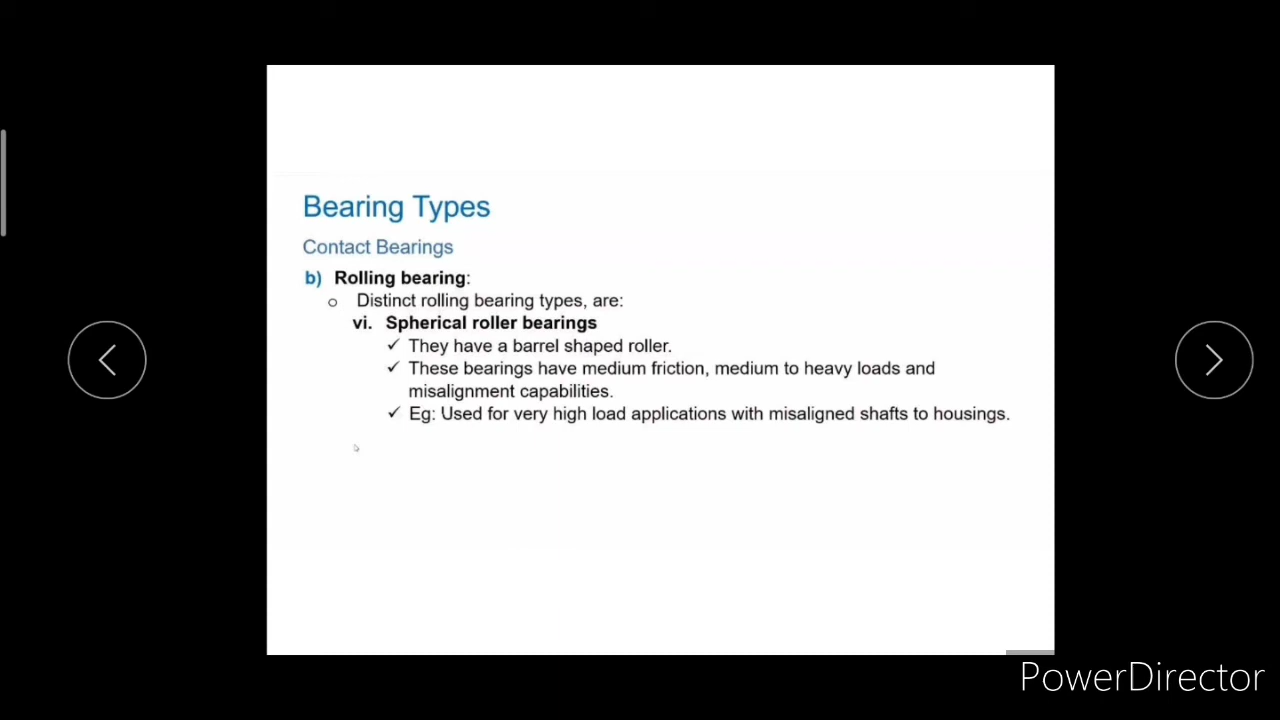 Bearing Types
Contact Bearings
b) Rolling bearing:
o Distinct rolling bearing types, are:
vi. Spherical roller bearings
✓ They have a barrel shaped roller.
✓ These bearings have medium friction, medium to heavy loads and
misalignment capabilities.
✓ Eg: Used for very high load applications with misaligned shafts to housings.
PowerDirector